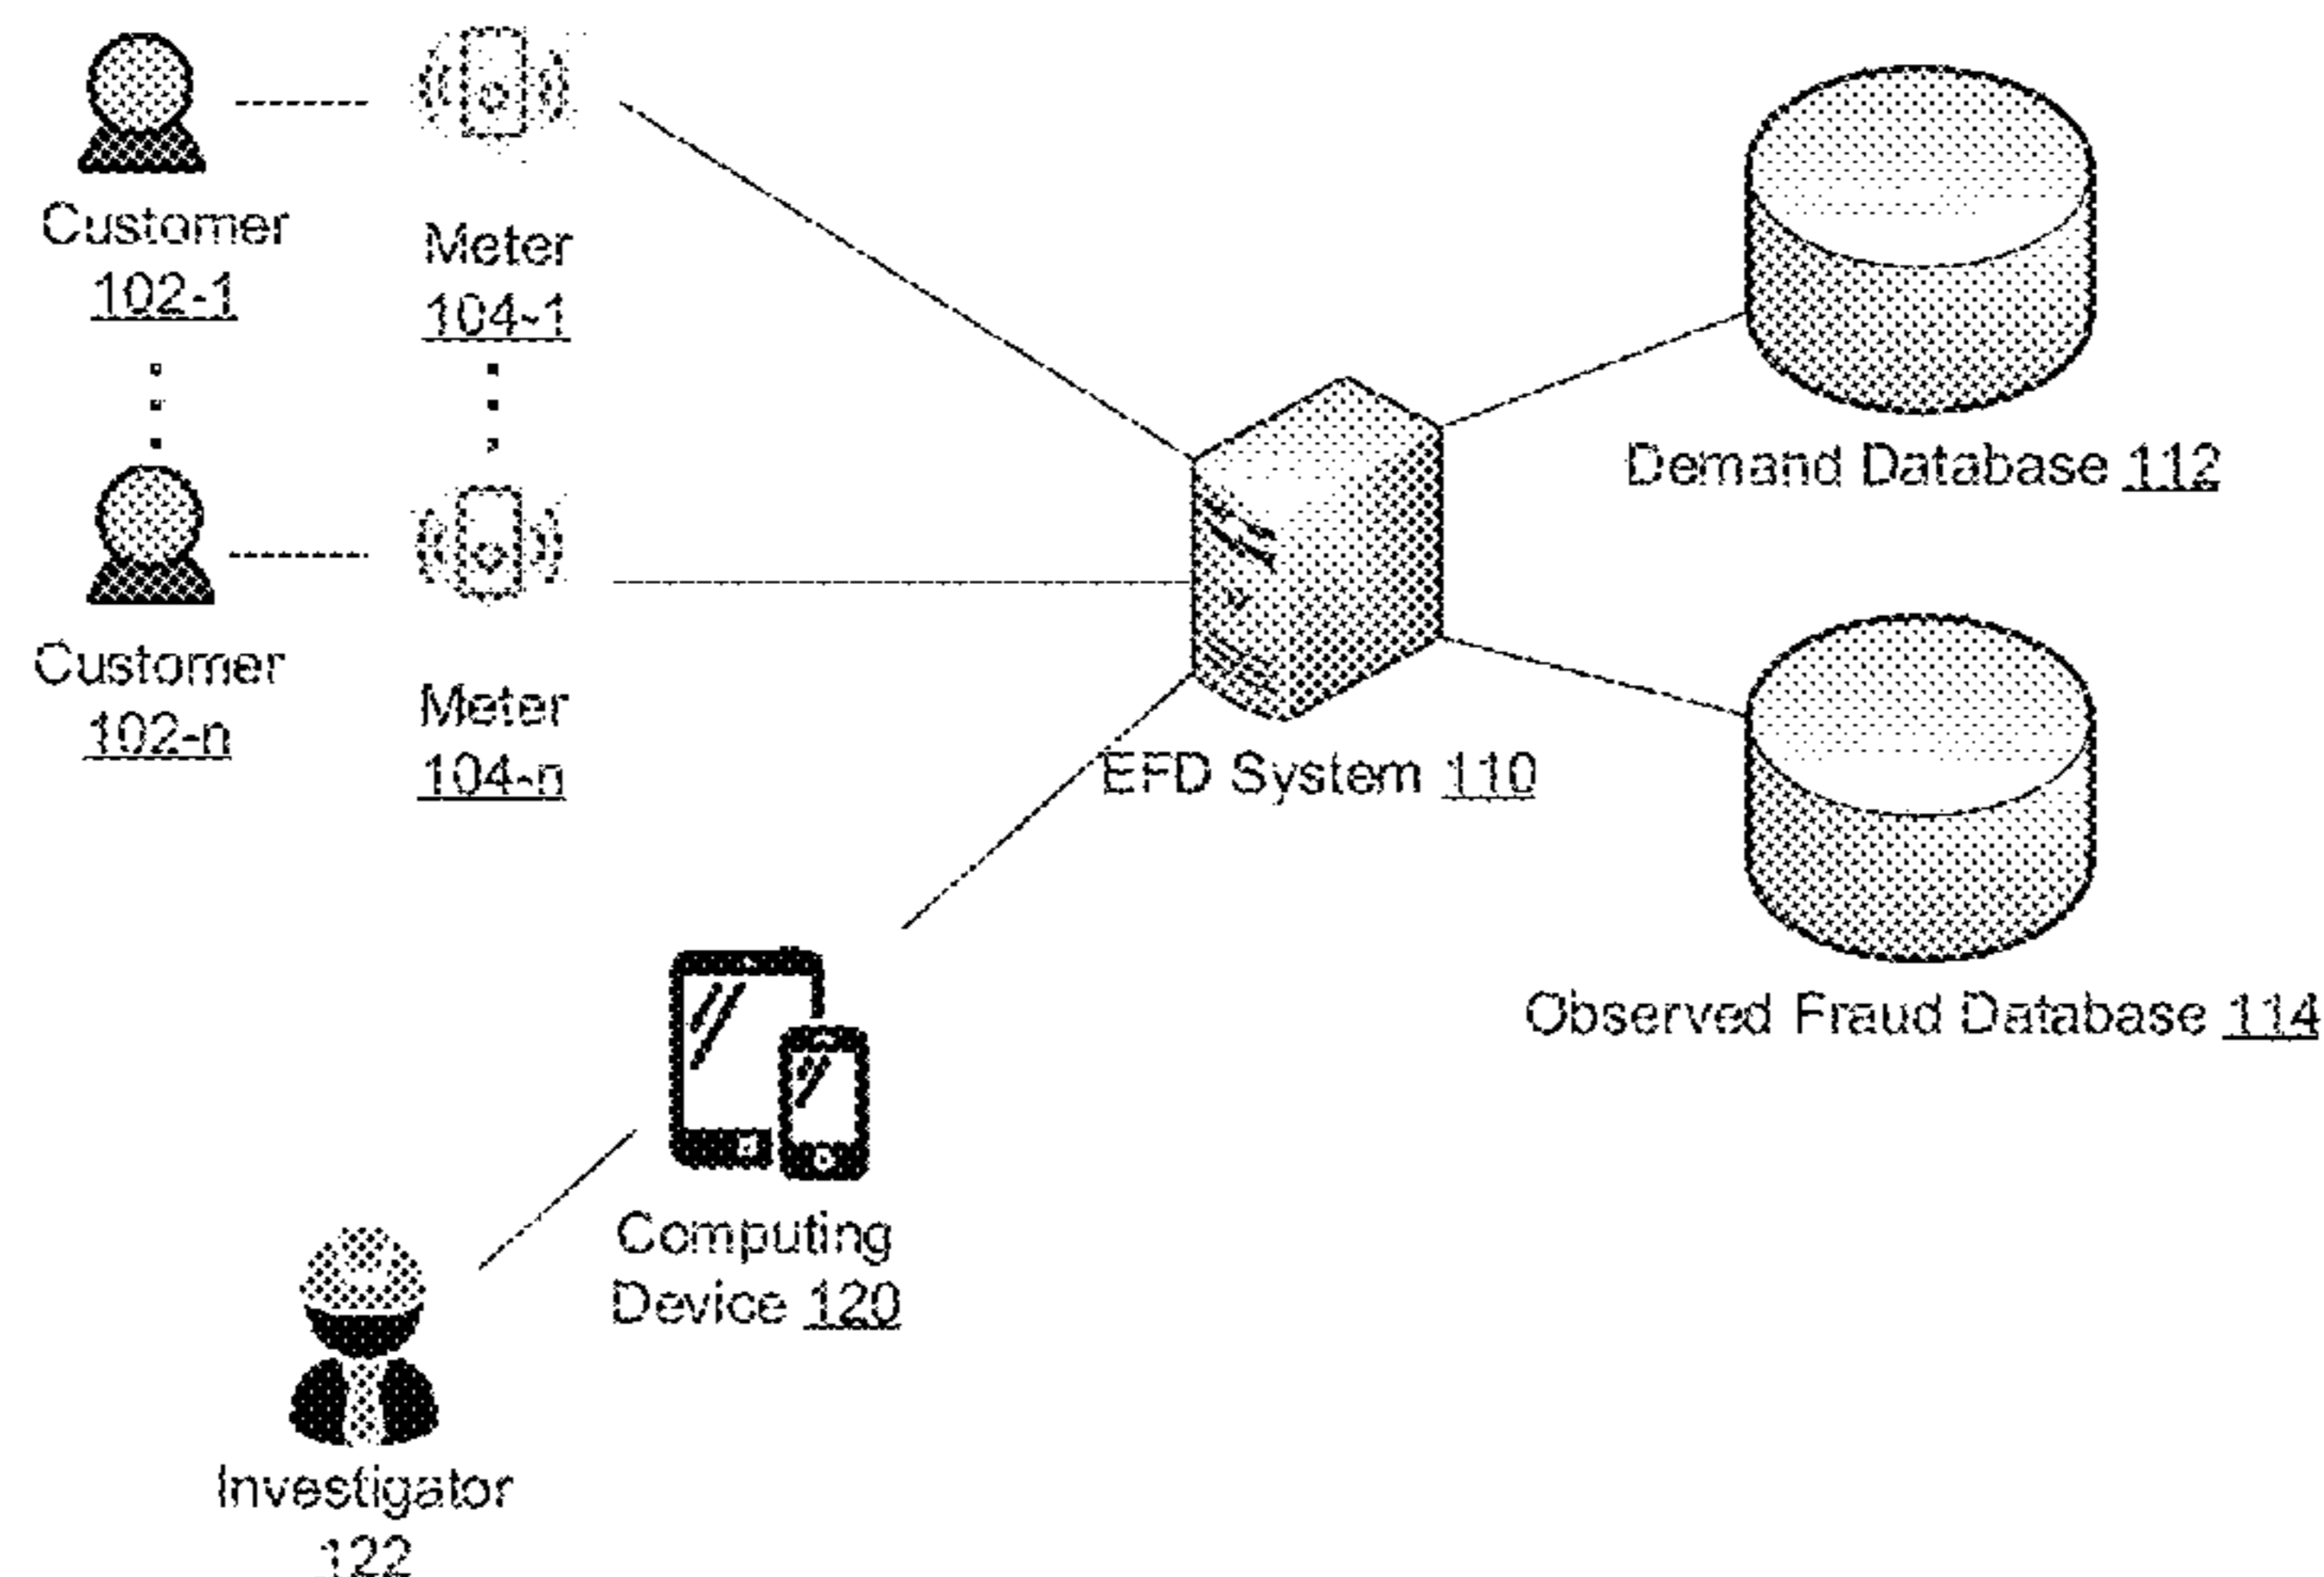 Customer
102-1
Meter
104-1
Demand Database 112
Customer
102-n
Meter
104-n
EFD System 110
Observed Fraud Database 114
Computing
Device 120
Investigator
122